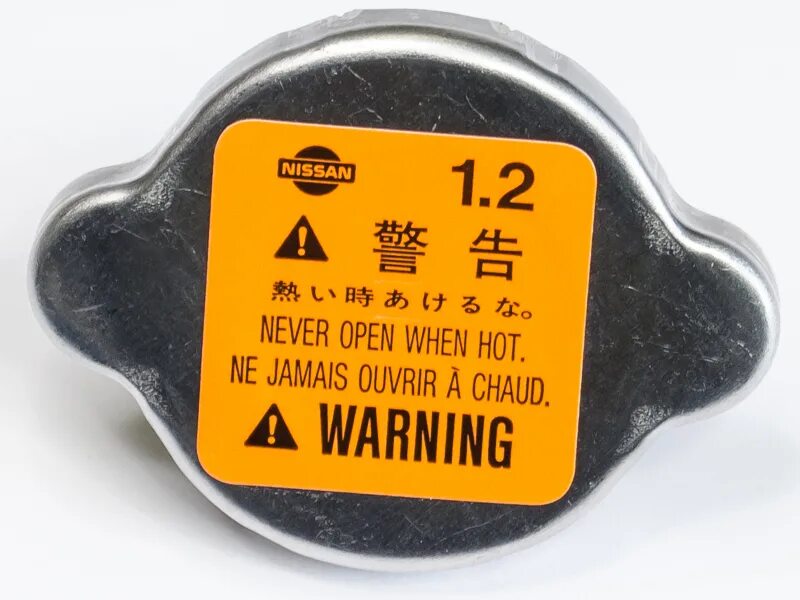 NISSAN 1.2
警告
熱い時あけるな。
NEVER OPEN WHEN HOT.
NE JAMAIS OUVRIR À CHAUD.
WARNING